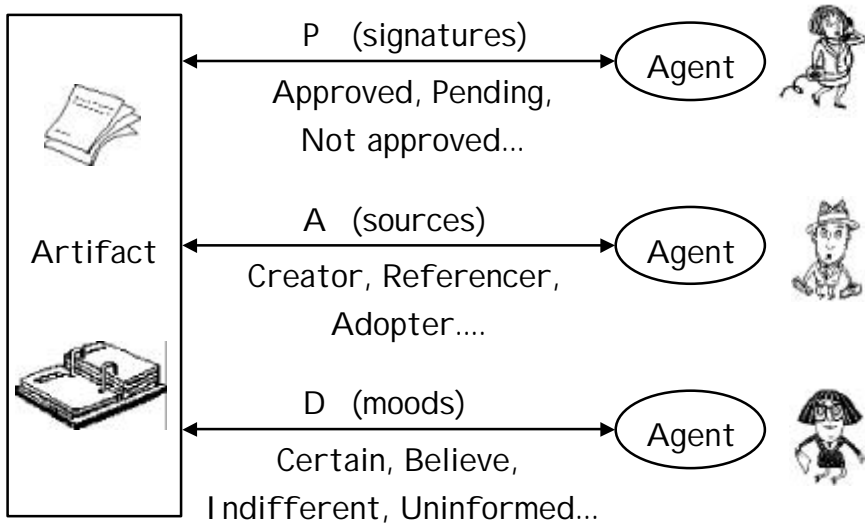 P (signatures)
Agent
Approved, Pending,
Not approved...
Artifact
A (sources)
Agent
Creator, Referencer,
Adopter....
D (moods)
Agent
Certain, Believe,
Indifferent, Uninformed...